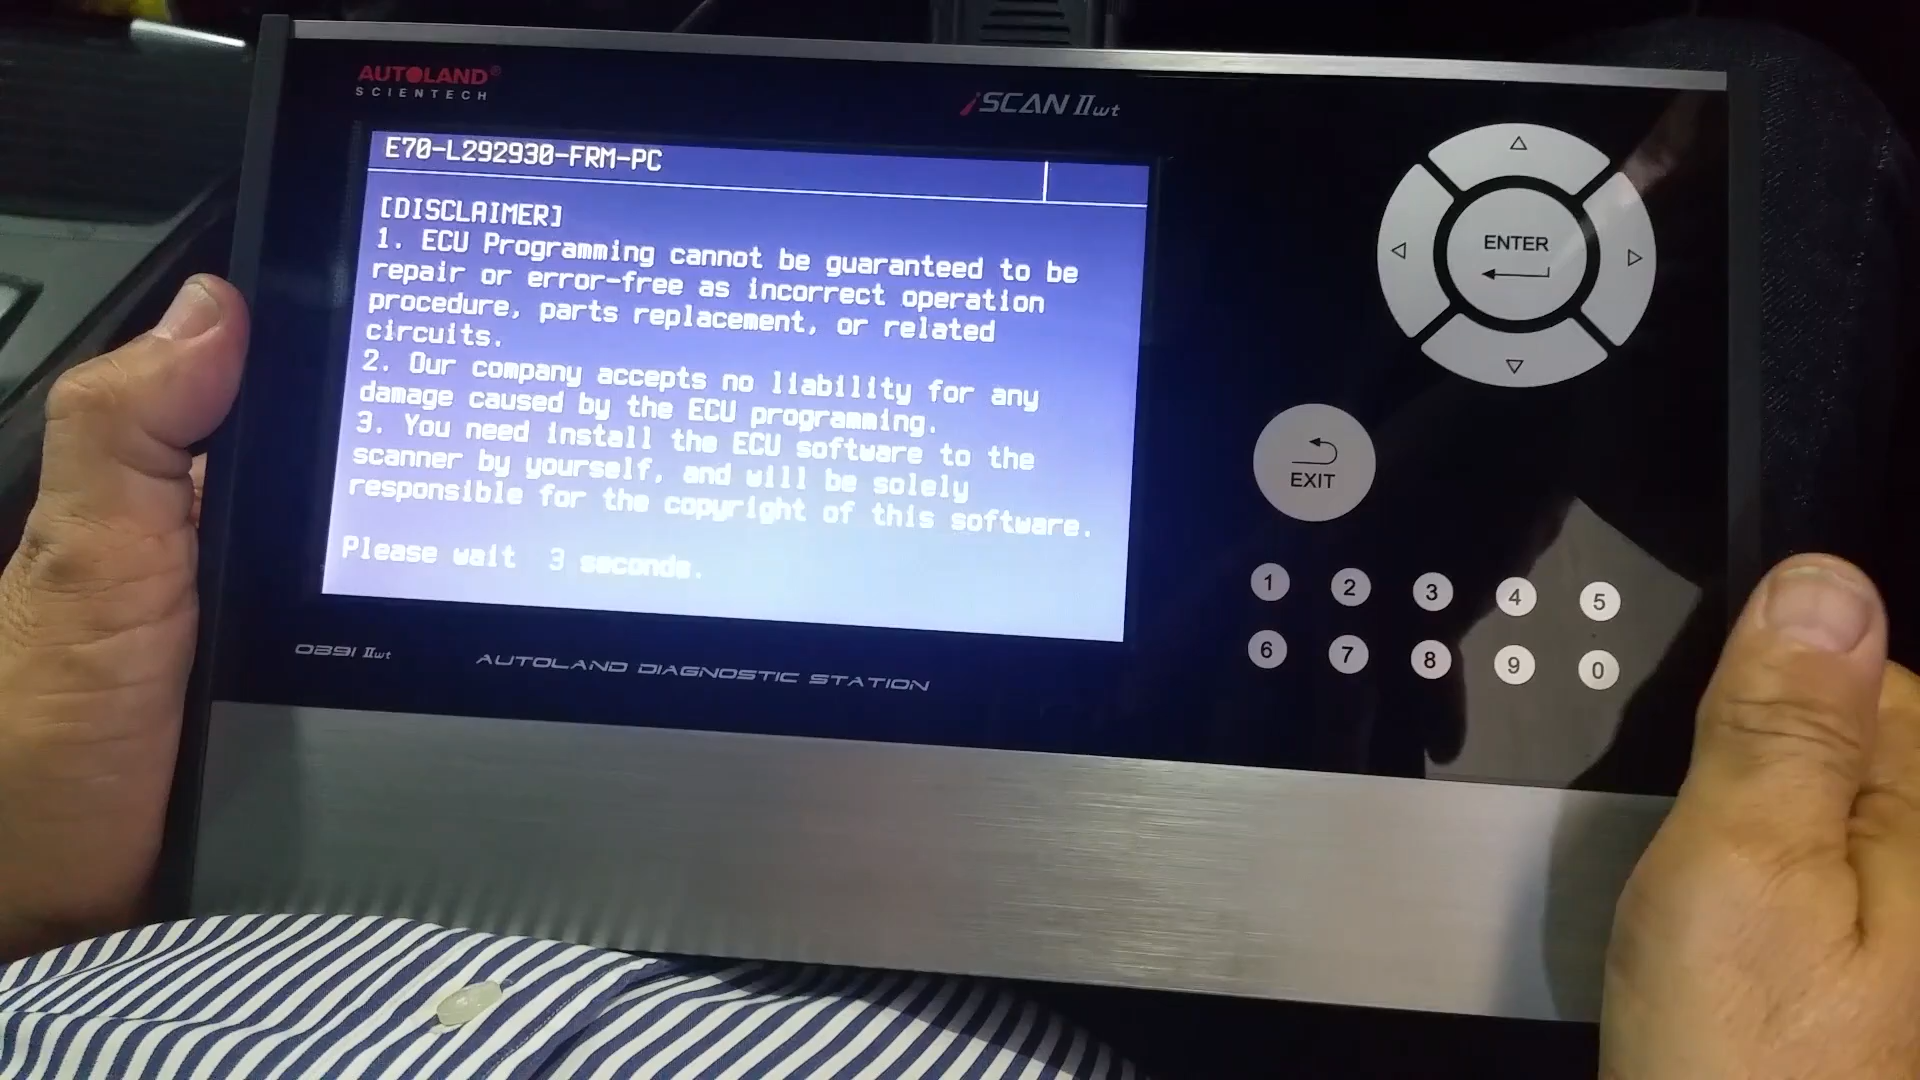 AUTOLAND®
SCIENTECH
iSCAN IIwt
E70-L292930-FRM-PC
[DISCLAIMER]
1. ECU Programming cannot be guaranteed to be
repair or error-free as incorrect operation
procedure, parts replacement, or related
circuits.
2. Our company accepts no liability for any
damage caused by the ECU programming.
3. You need install the ECU software to the
scanner by yourself, and will be solely
responsible for the copyright of this software.
Please wait 3 seconds.
ENTER
EXIT
1 2 3 4 5
6 7 8 9 0
OB91 IIwt
AUTOLAND DIAGNOSTIC STATION